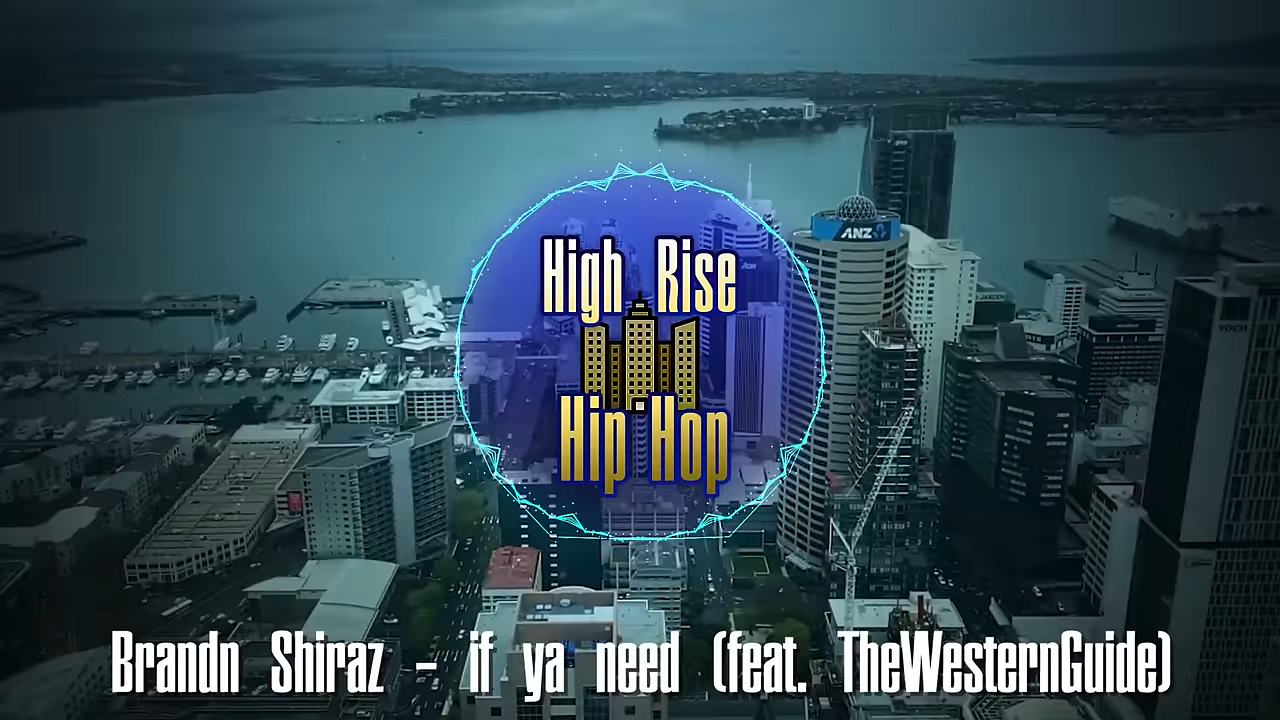 High Rise
ANZ
Hip Hop
Brandn Shiraz - if ya need (feat. TheWesternGuide)